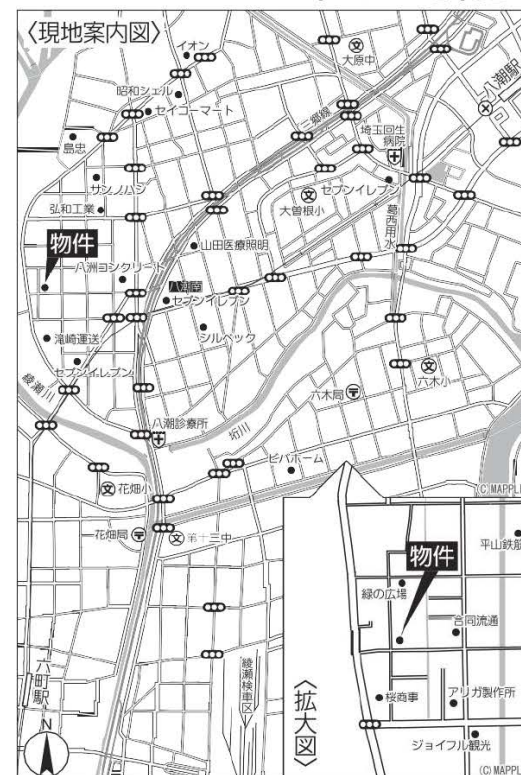 〈現地案内図〉
イオン
大原中
八潮駅
昭和シェル
セイコーマート
三郷線
島忠
埼玉回生
病院
サンノハシ
セブンイレブン
大曽根小
弘和工業
葛西用水
物件
山田医療照明
八洲コンクリート
八潮南
セブンイレブン
シルベック
滝崎運送
セブンイレブン
六木小
綾瀬川
六木局
八潮診療所
垳川
ビバホーム
花畑小
(C)MAPPLE
花畑局
第十三中
平山鉄筋
物件
緑の広場
合同流通
綾瀬検車区
六町駅
〈拡大図〉
桜商事
アリガ製作所
N
ジョイフル観光
(C)MAPPLE